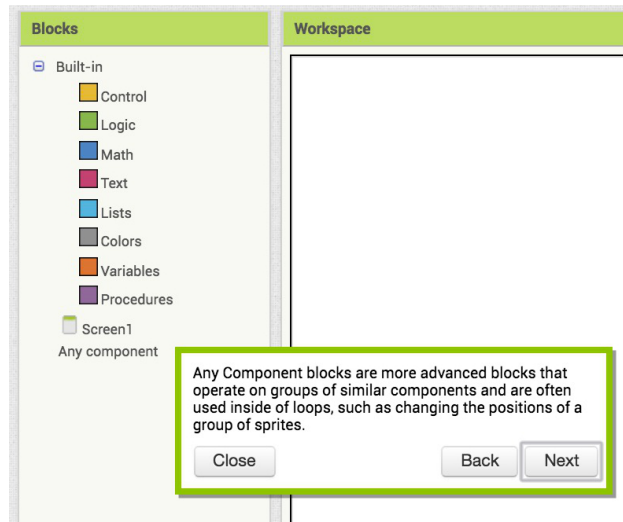 Blocks
Workspace
Built-in
Control
Logic
Math
Text
Lists
Colors
Variables
Procedures
Screen1
Any component
Any Component blocks are more advanced blocks that
operate on groups of similar components and are often
used inside of loops, such as changing the positions of a
group of sprites.
Close
Back
Next